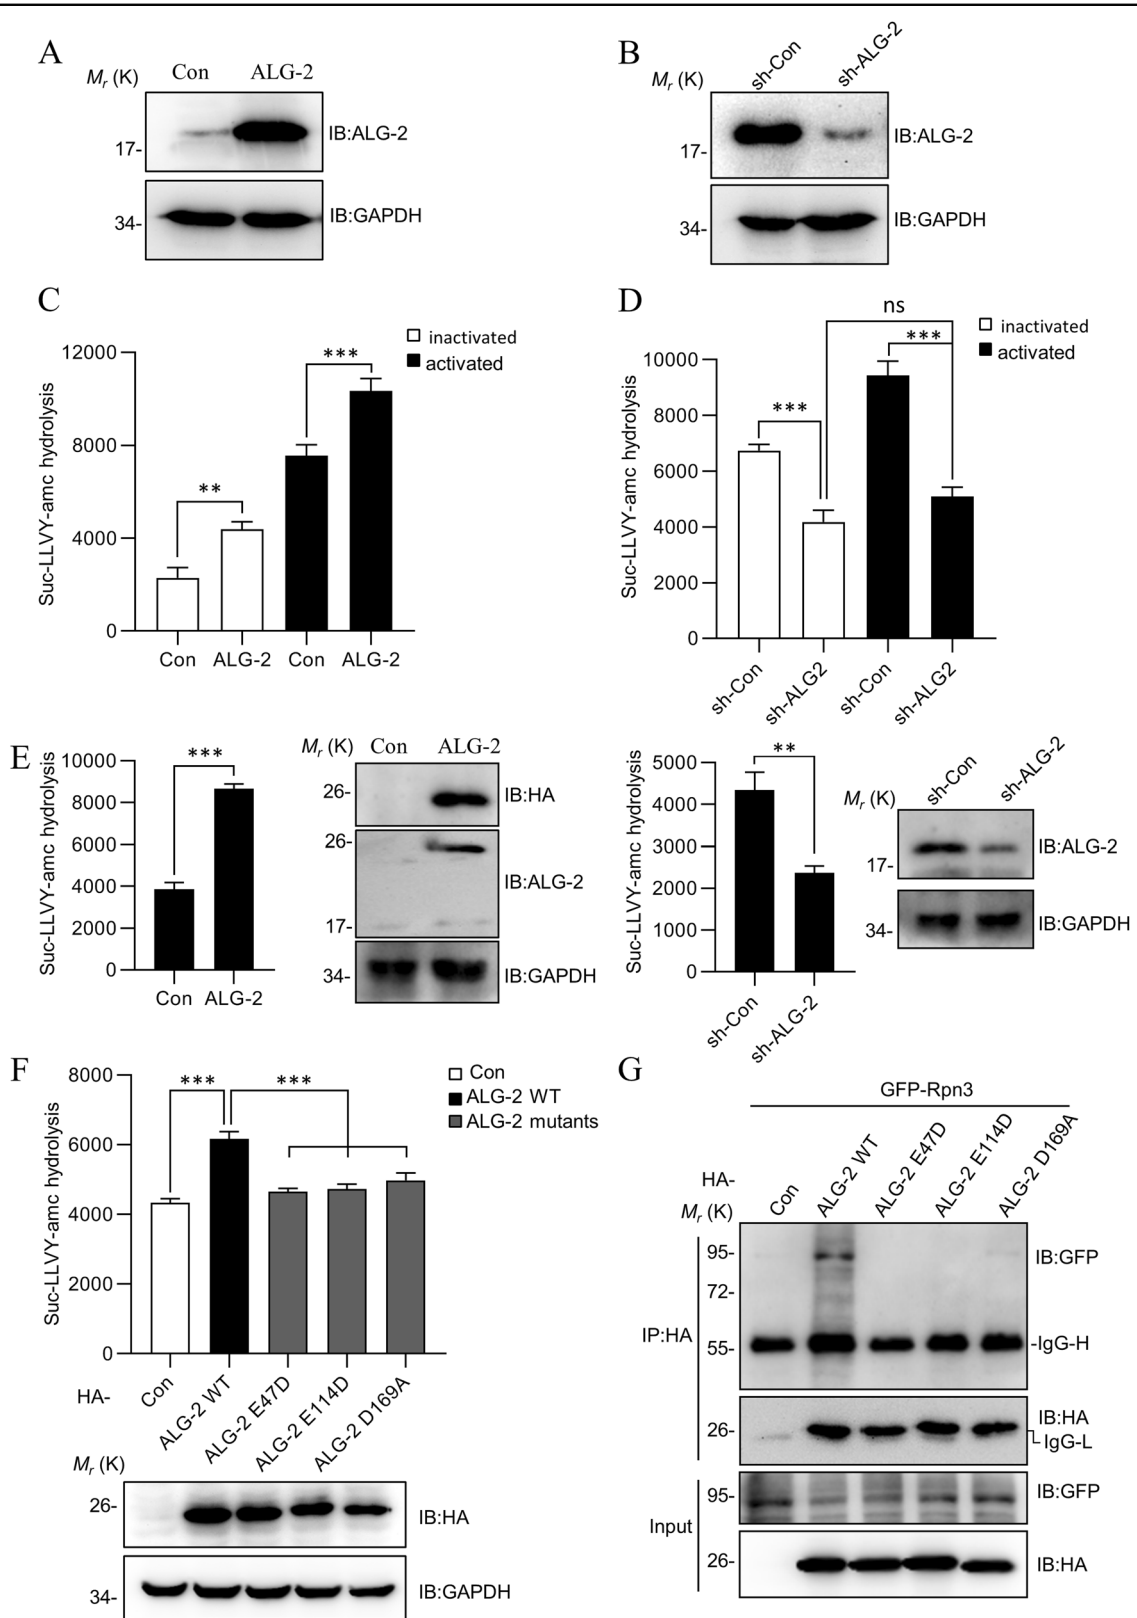 A
Mr (K)
Con
ALG-2
IB:ALG-2
17-
IB:GAPDH
34-
B
Mr (K)
sh-Con
sh-ALG-2
IB:ALG-2
17-
IB:GAPDH
34-
C
inactivated
activated
Suc-LLVY-amc hydrolysis
12000
8000
4000
0
**
***
Con
ALG-2
Con
ALG-2
D
ns
inactivated
activated
Suc-LLVY-amc hydrolysis
10000
8000
6000
4000
2000
0
***
***
sh-Con
sh-ALG2
sh-Con
sh-ALG2
E
Suc-LLVY-amc hydrolysis
10000
8000
6000
4000
2000
0
***
Con
ALG-2
Mr (K)
Con
ALG-2
26-
IB:HA
26-
IB:ALG-2
17-
34-
IB:GAPDH
Suc-LLVY-amc hydrolysis
5000
4000
3000
2000
1000
0
**
sh-Con
sh-ALG-2
Mr (K)
sh-Con
sh-ALG-2
IB:ALG-2
17-
IB:GAPDH
34-
F
Con
ALG-2 WT
ALG-2 mutants
Suc-LLVY-amc hydrolysis
8000
6000
4000
2000
0
***
***
HA-
Con
ALG-2 WT
ALG-2 E47D
ALG-2 E114D
ALG-2 D169A
Mr (K)
26-
IB:HA
34-
IB:GAPDH
G
GFP-Rpn3
HA-
Con
ALG-2 WT
ALG-2 E47D
ALG-2 E114D
ALG-2 D169A
Mr (K)
95-
IB:GFP
72-
IP:HA
55-
-IgG-H
26-
IB:HA
IgG-L
95-
IB:GFP
Input
26-
IB:HA